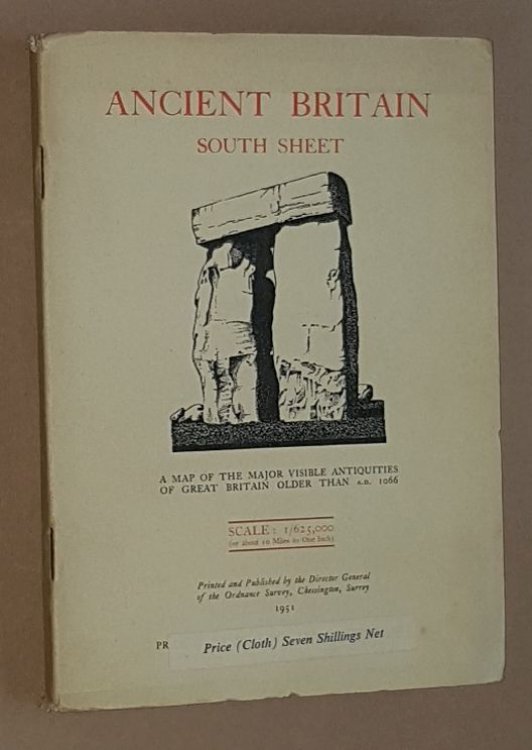 ANCIENT BRITAIN
SOUTH SHEET
A MAP OF THE MAJOR VISIBLE ANTIQUITIES
OF GREAT BRITAIN OLDER THAN A.D. 1066
SCALE: 1/625,000
(or about 10 Miles to One Inch)
Printed and Published by the Director General
of the Ordnance Survey, Chessington, Surrey
1951
PR
Price (Cloth) Seven Shillings Net